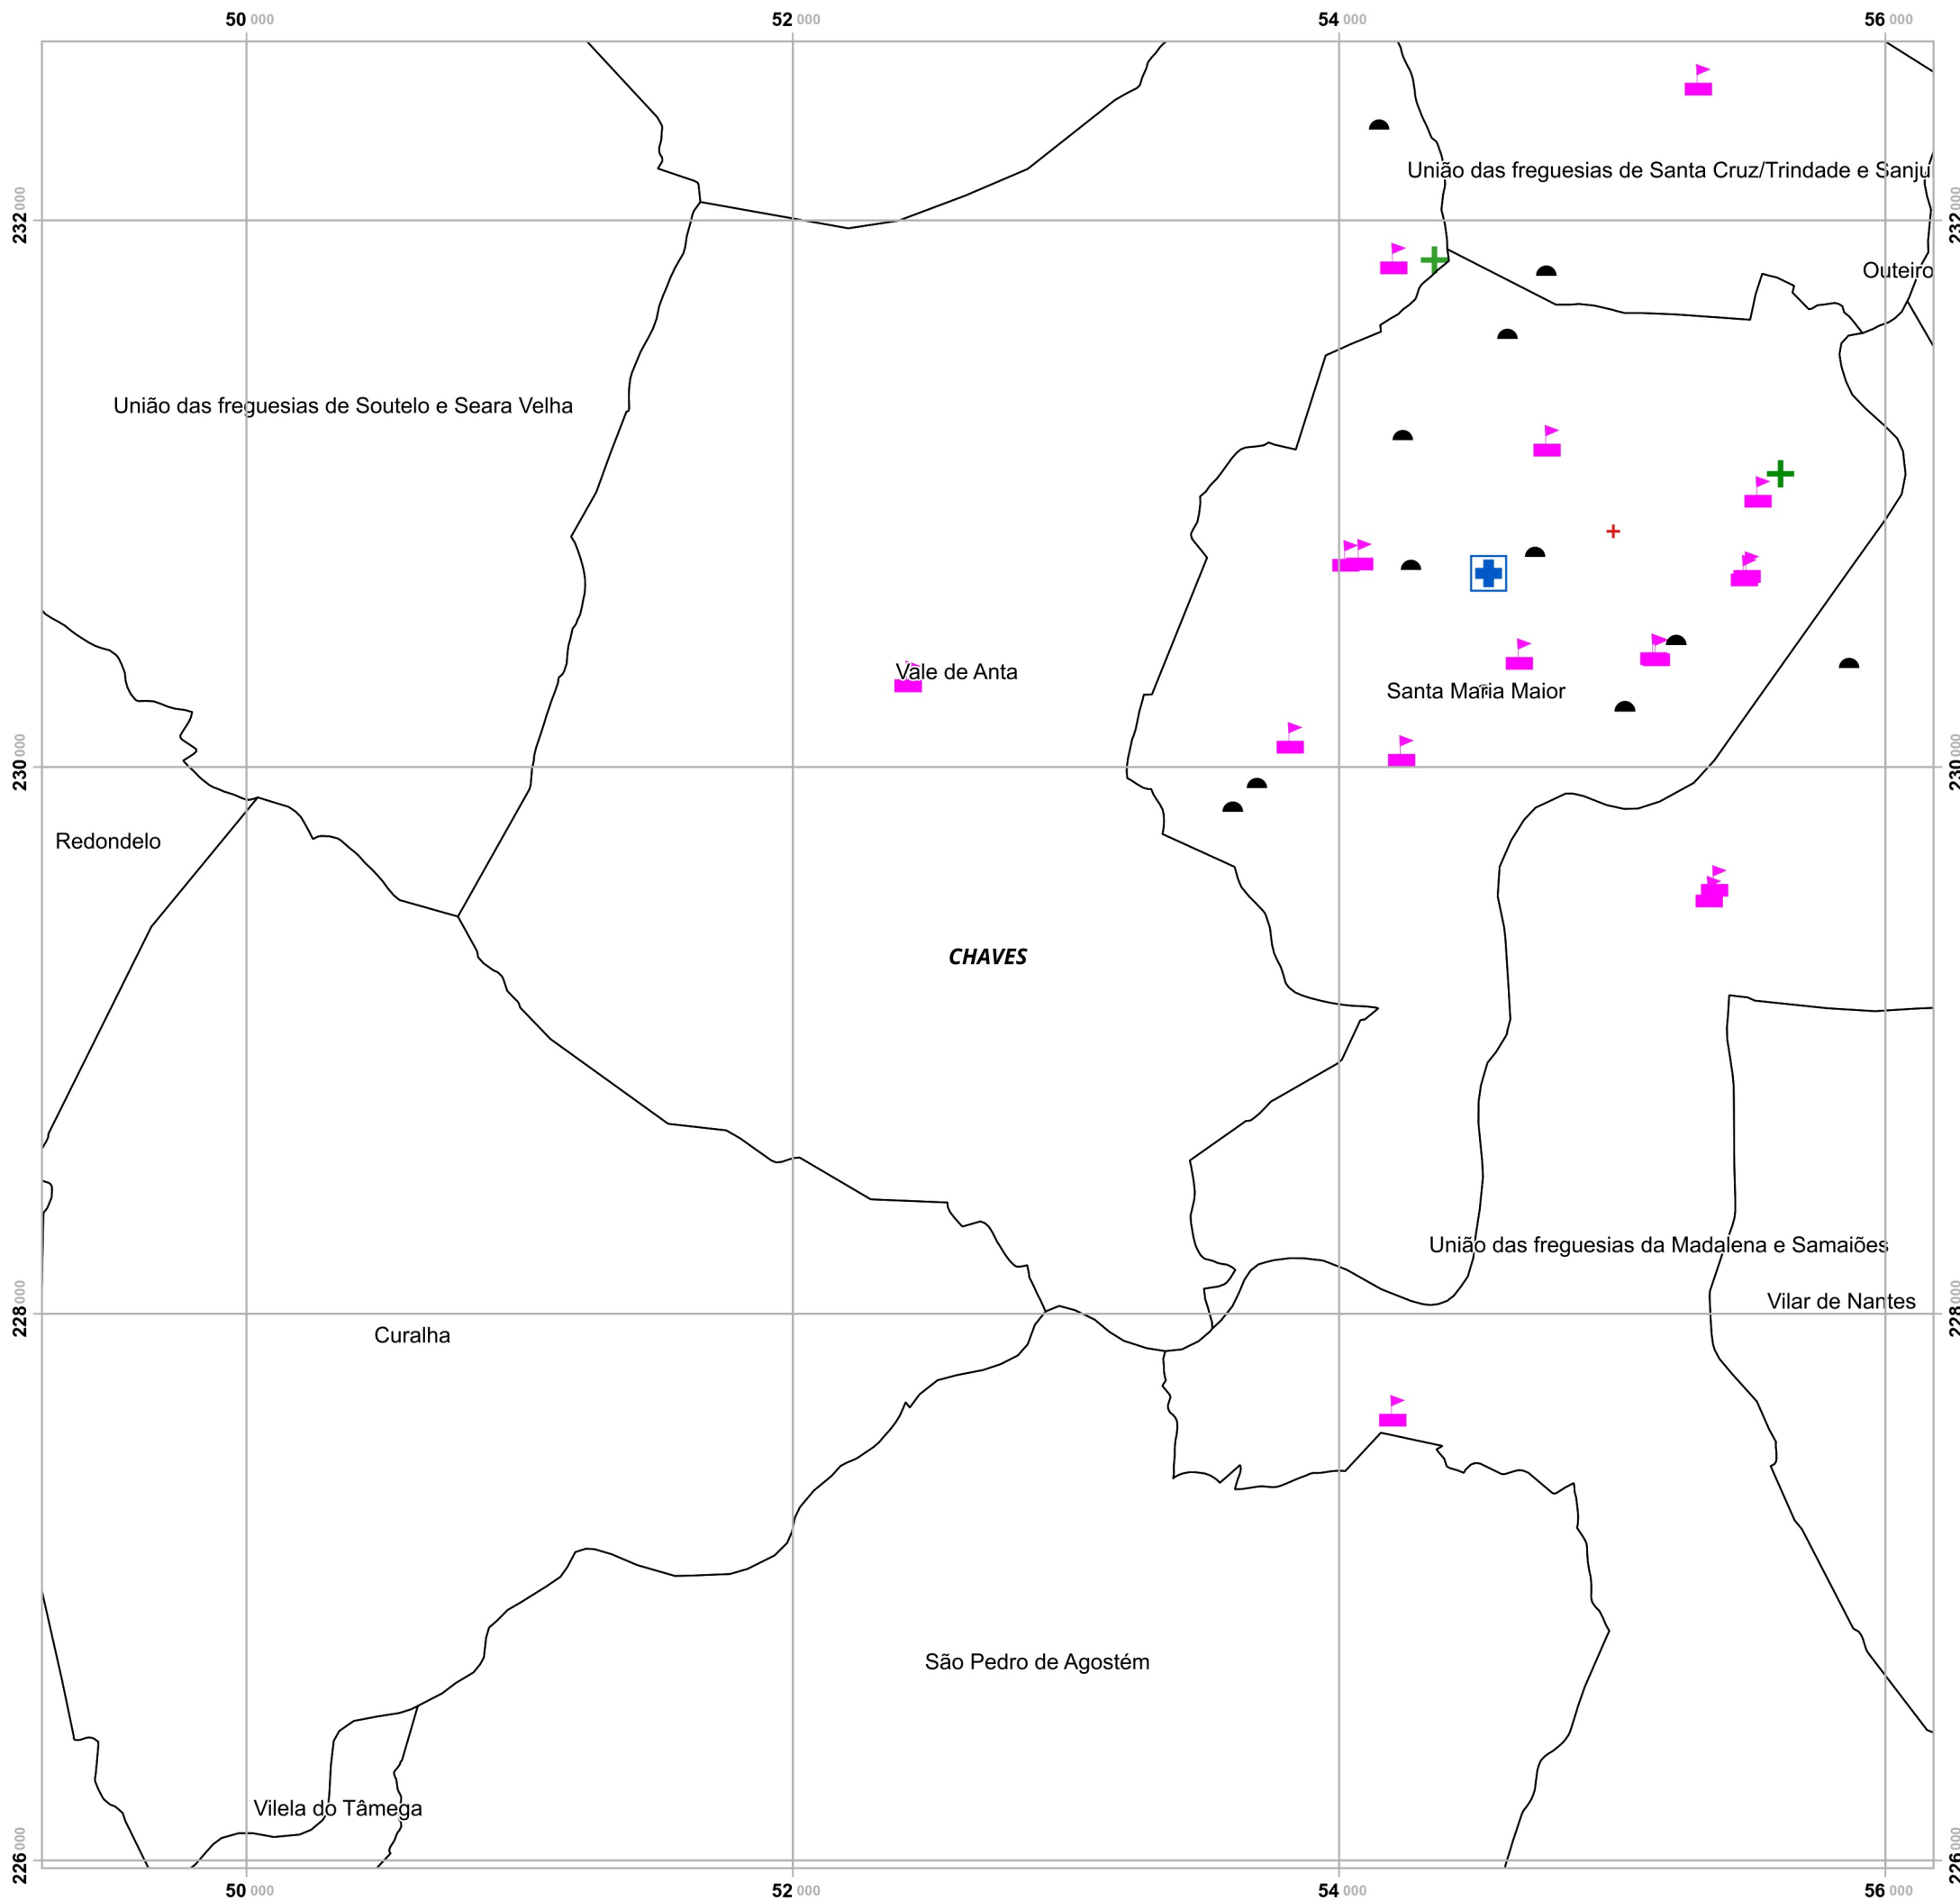 50 000 52 000 54 000 56 000
União das freguesias de Santa Cruz/Trindade e Sanju
232 000 232 000
Outeiro
União das freguesias de Soutelo e Seara Velha
Vale de Anta
Santa Maria Maior
230 000 230 000
Redondelo
CHAVES
União das freguesias da Madalena e Samaiões
Vilar de Nantes
228 000 228 000
Curalha
São Pedro de Agostém
Vilela do Tâmega
226 000 226 000
50 000 52 000 54 000 56 000